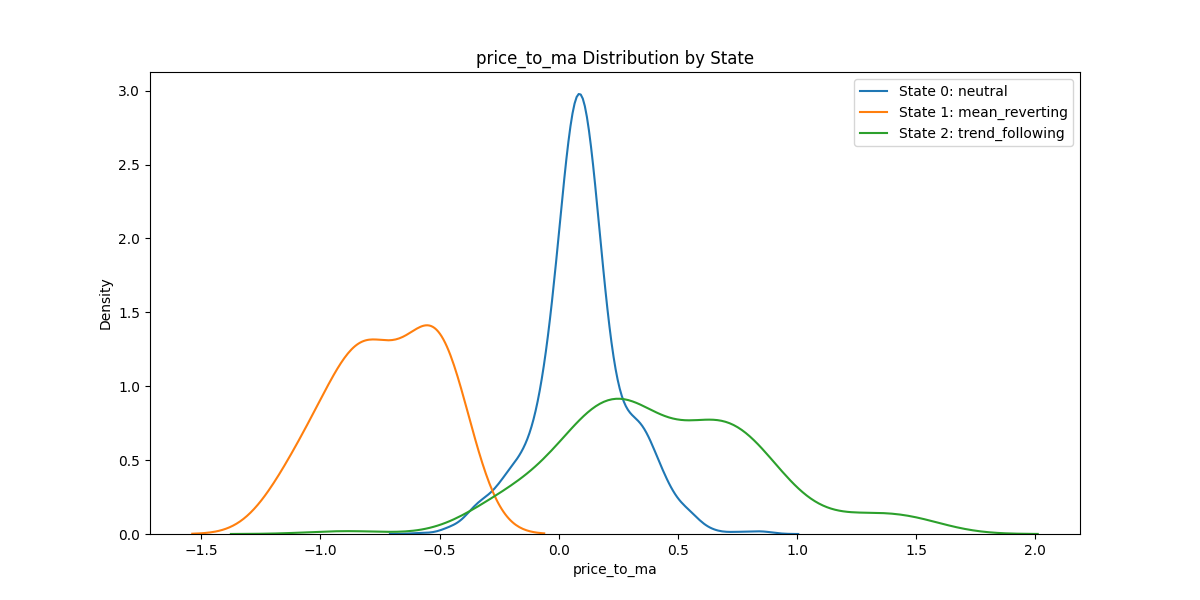 price_to_ma Distribution by State
State 0: neutral
State 1: mean_reverting
State 2: trend_following
3.0
2.5
2.0
1.5
1.0
0.5
0.0
Density
−1.5 −1.0 −0.5 0.0 0.5 1.0 1.5 2.0
price_to_ma